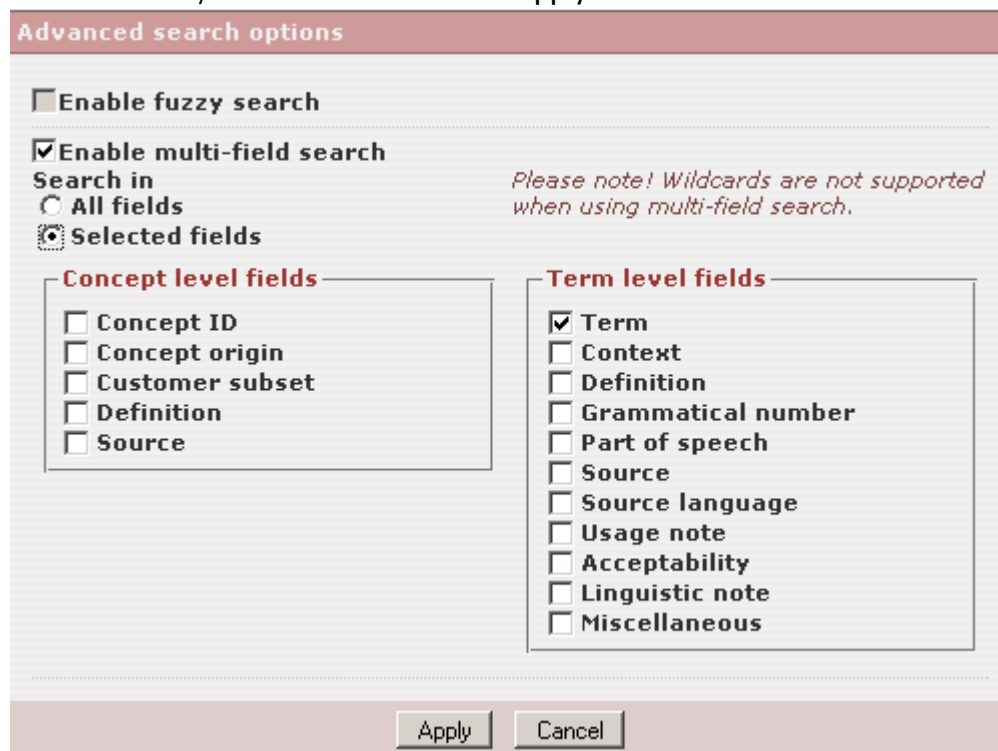 Advanced search options
Enable fuzzy search
Enable multi-field search
Search in
Please note! Wildcards are not supported
when using multi-field search.
All fields
Selected fields
Concept level fields
Concept ID
Concept origin
Customer subset
Definition
Source
Term level fields
Term
Context
Definition
Grammatical number
Part of speech
Source
Source language
Usage note
Acceptability
Linguistic note
Miscellaneous
Apply
Cancel